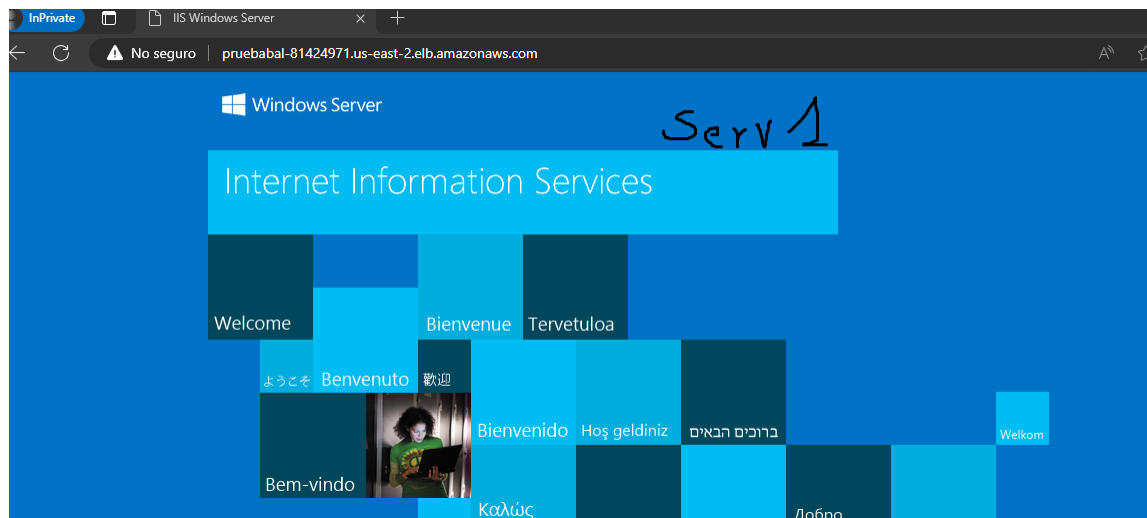 InPrivate
IIS Windows Server
No seguro
pruebabal-81424971.us-east-2.elb.amazonaws.com
Windows Server
Serv 1
Internet Information Services
Welcome
Bienvenue
Tervetuloa
ようこそ
Benvenuto
歡迎
Bienvenido
Hoş geldiniz
ברוכים הבאים
Welkom
Bem-vindo
Καλώς
Добро